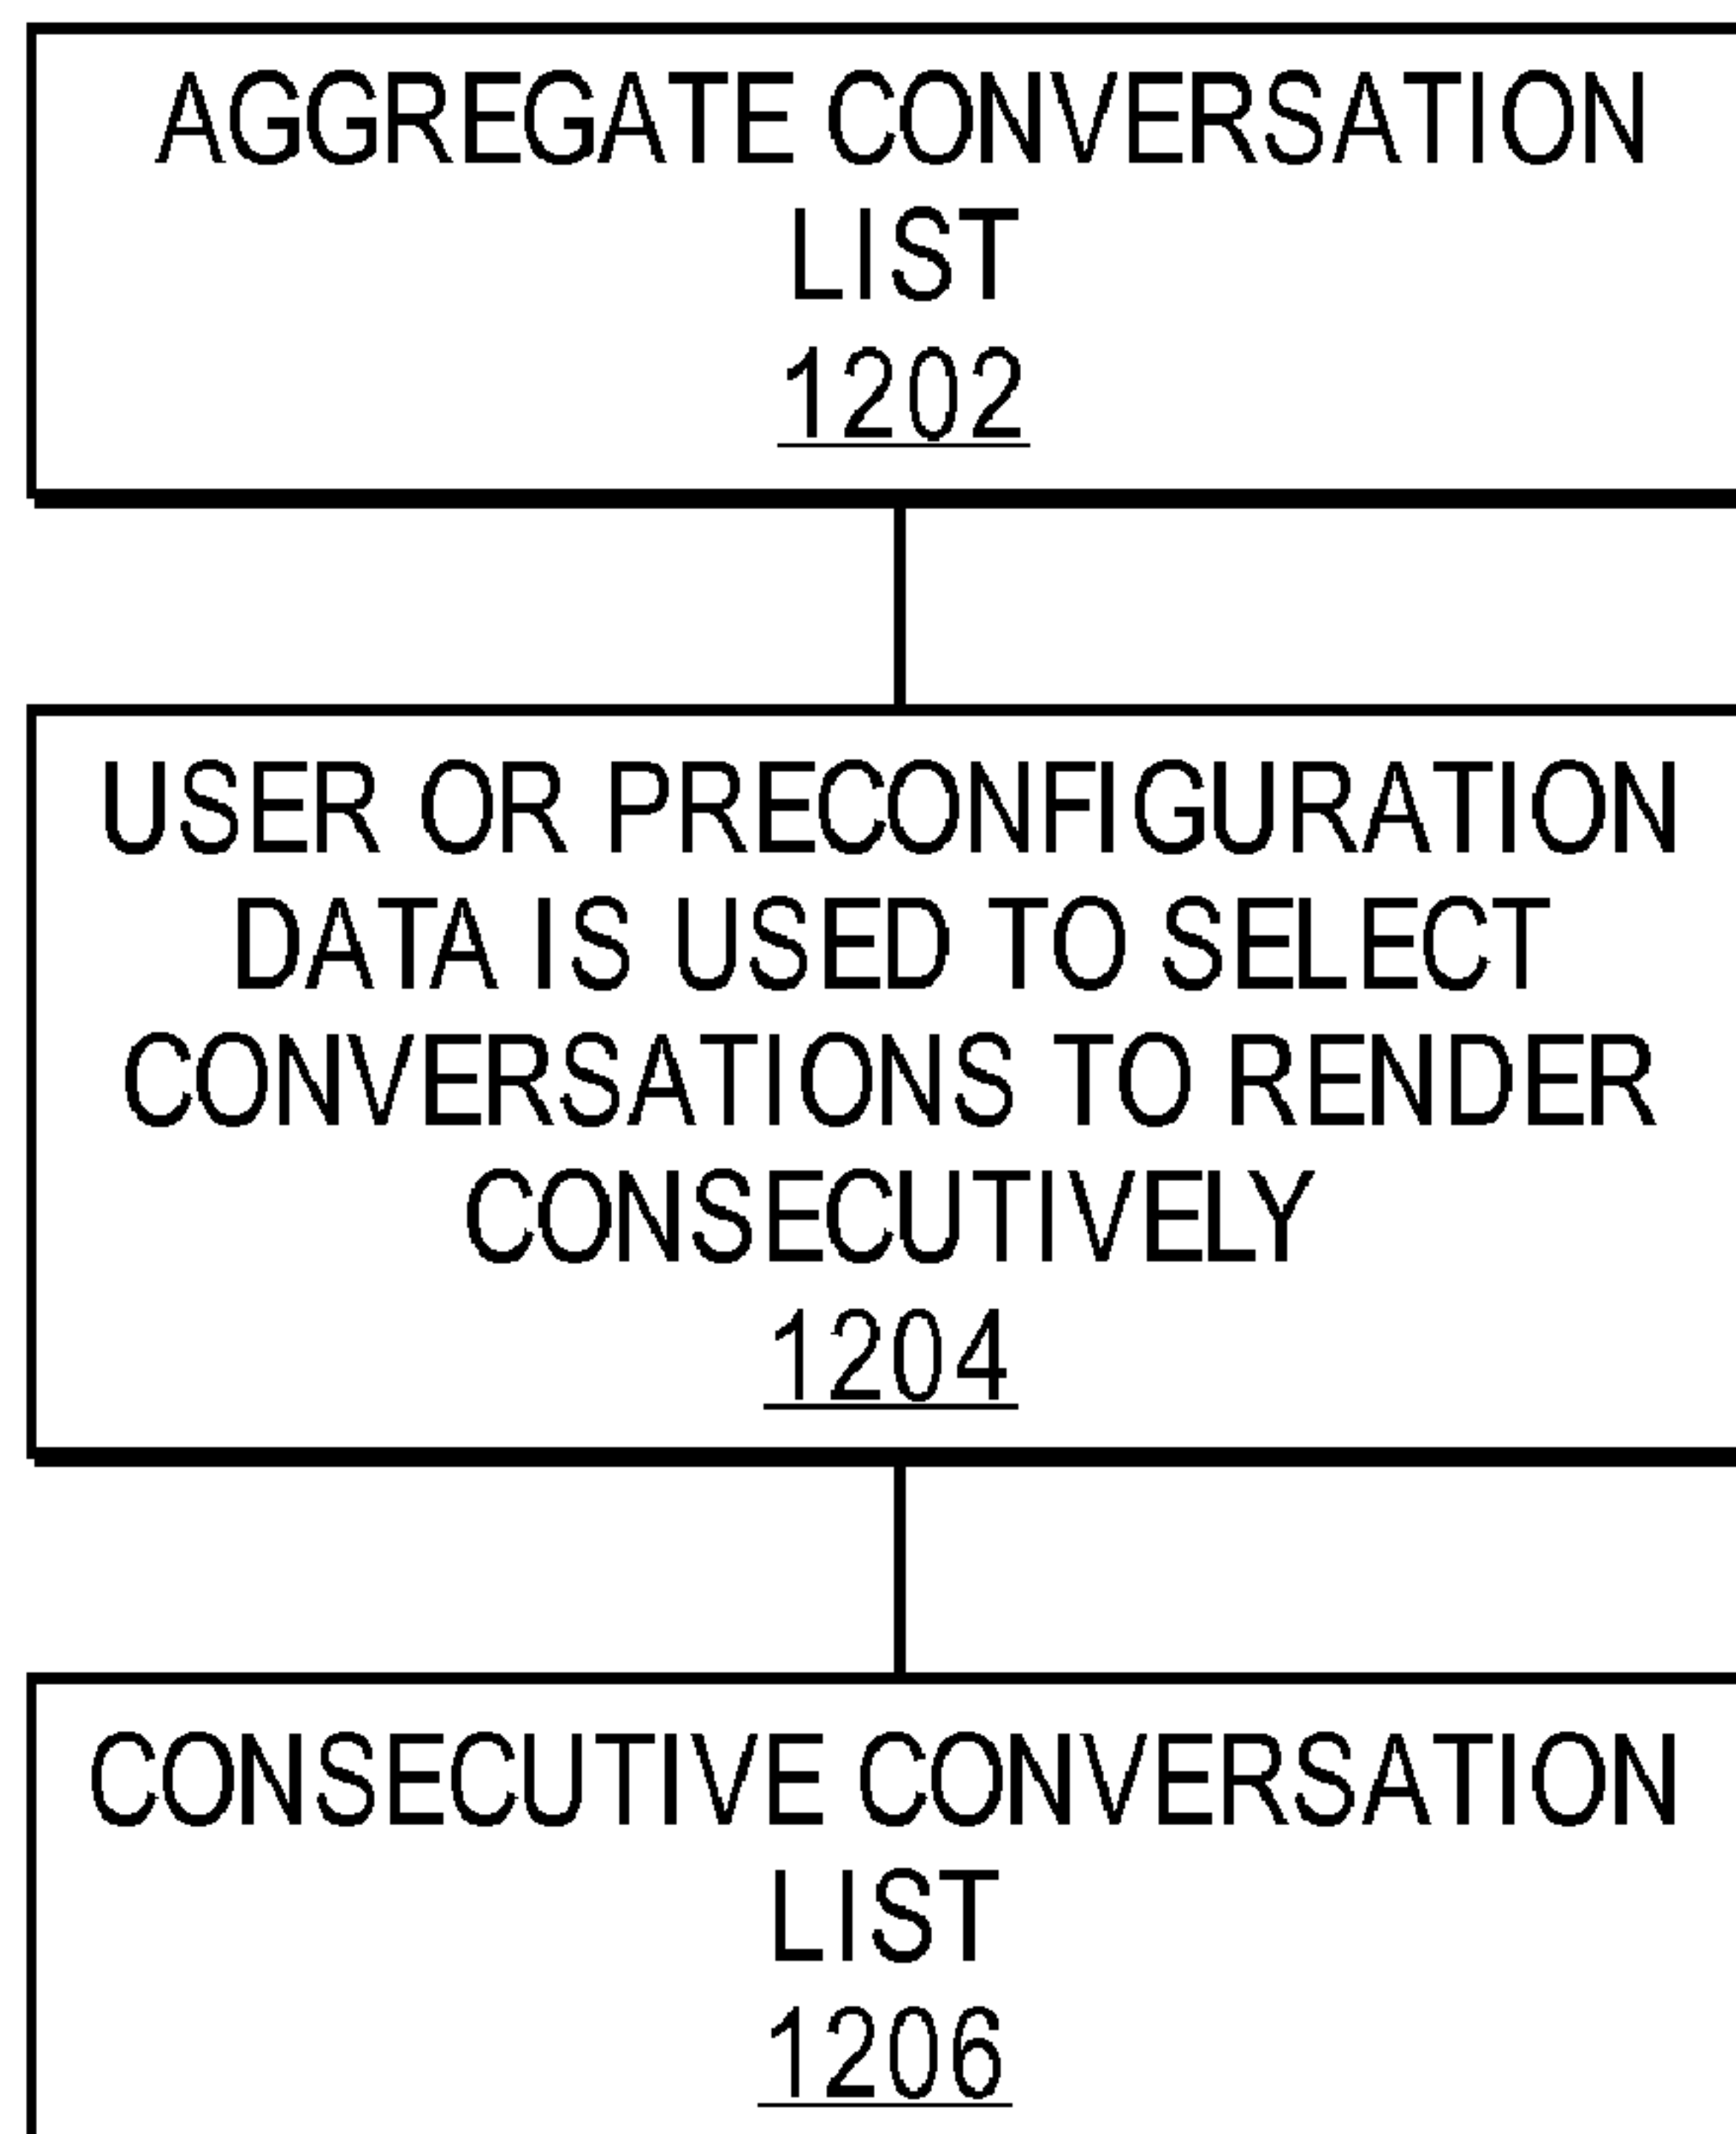 AGGREGATE CONVERSATION
LIST
1202
USER OR PRECONFIGURATION
DATA IS USED TO SELECT
CONVERSATIONS TO RENDER
CONSECUTIVELY
1204
CONSECUTIVE CONVERSATION
LIST
1206